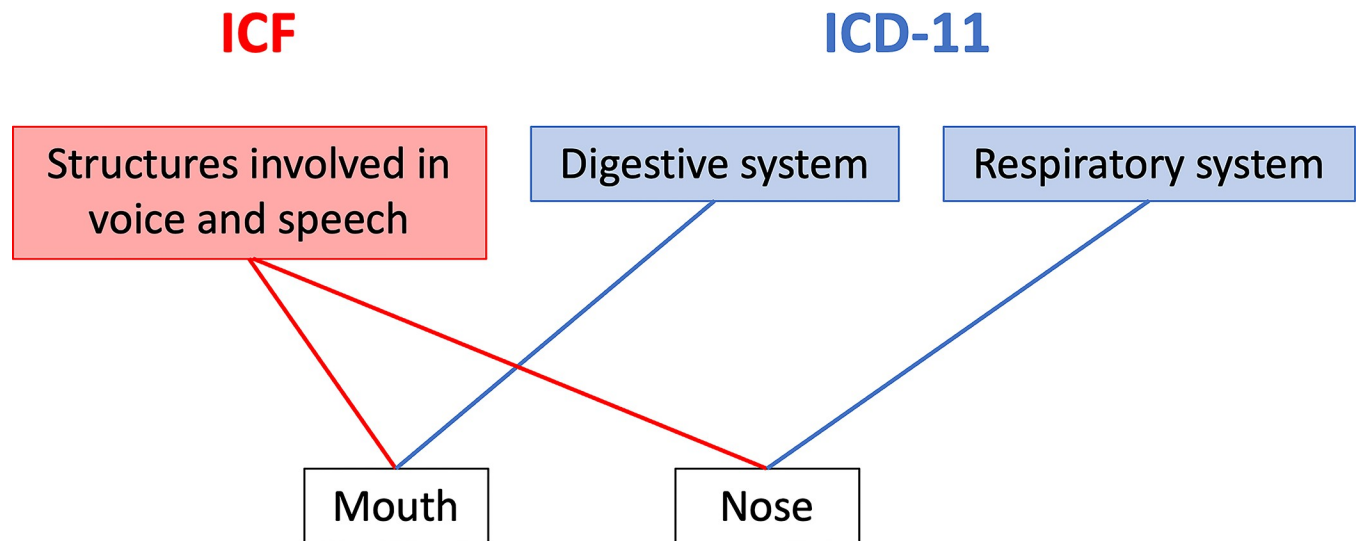 ICF
ICD-11
Structures involved in
voice and speech
Digestive system
Respiratory system
Mouth
Nose